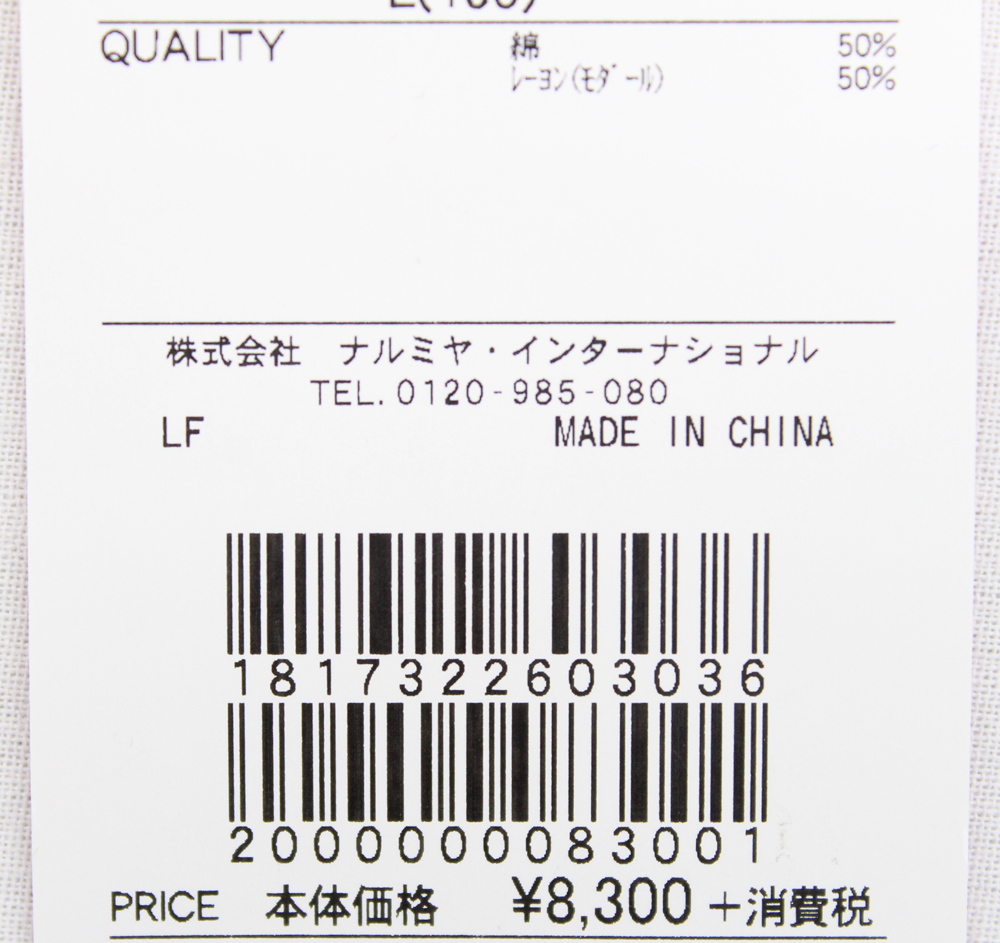 QUALITY 綿 50%
レーヨン(モダール) 50%
株式会社 ナルミヤ・インターナショナル
TEL.0120-985-080
LF MADE IN CHINA
1817322603036
2000000083001
PRICE 本体価格 ¥8,300+消費税